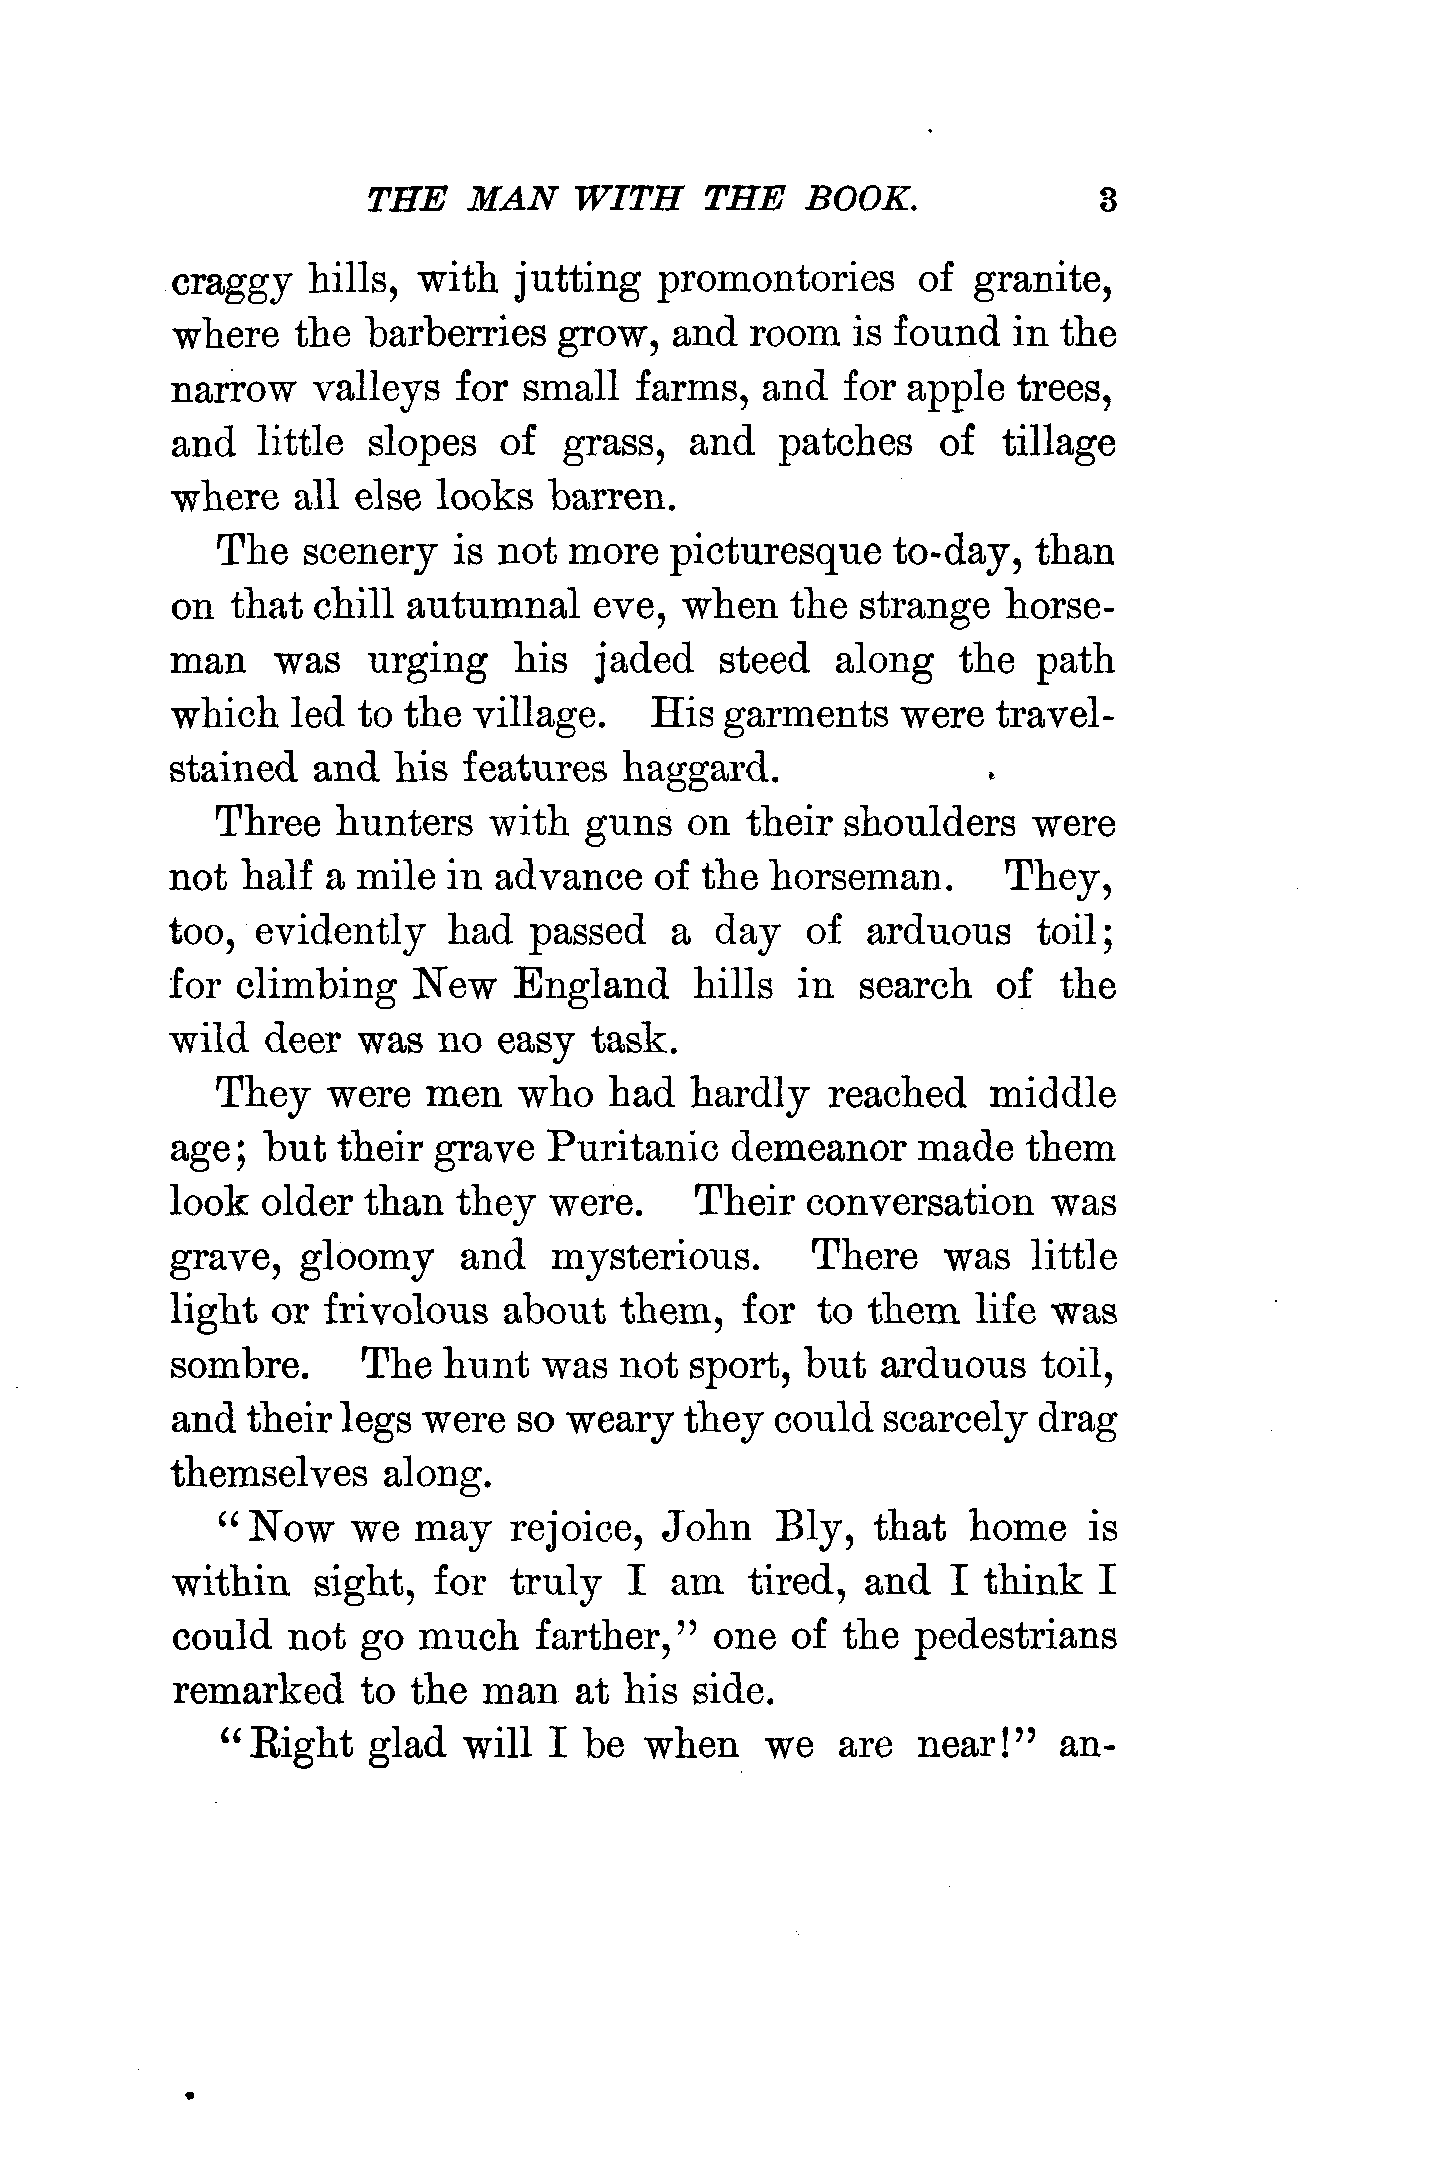 THE MAN WITH THE BOOK. 3
craggy hills, with jutting promontories of granite,
where the barberries grow, and room is found in the
narrow valleys for small farms, and for apple trees,
and little slopes of grass, and patches of tillage
where all else looks barren.
The scenery is not more picturesque to-day, than
on that chill autumnal eve, when the strange horse-
man was urging his jaded steed along the path
which led to the village. His garments were travel-
stained and his features haggard.
Three hunters with guns on their shoulders were
not half a mile in advance of the horseman. They,
too, evidently had passed a day of arduous toil;
for climbing New England hills in search of the
wild deer was no easy task.
They were men who had hardly reached middle
age; but their grave Puritanic demeanor made them
look older than they were. Their conversation was
grave, gloomy and mysterious. There was little
light or frivolous about them, for to them life was
sombre. The hunt was not sport, but arduous toil,
and their legs were so weary they could scarcely drag
themselves along.
"Now we may rejoice, John Bly, that home is
within sight, for truly I am tired, and I think I
could not go much farther," one of the pedestrians
remarked to the man at his side.
"Right glad will I be when we are near!" an-